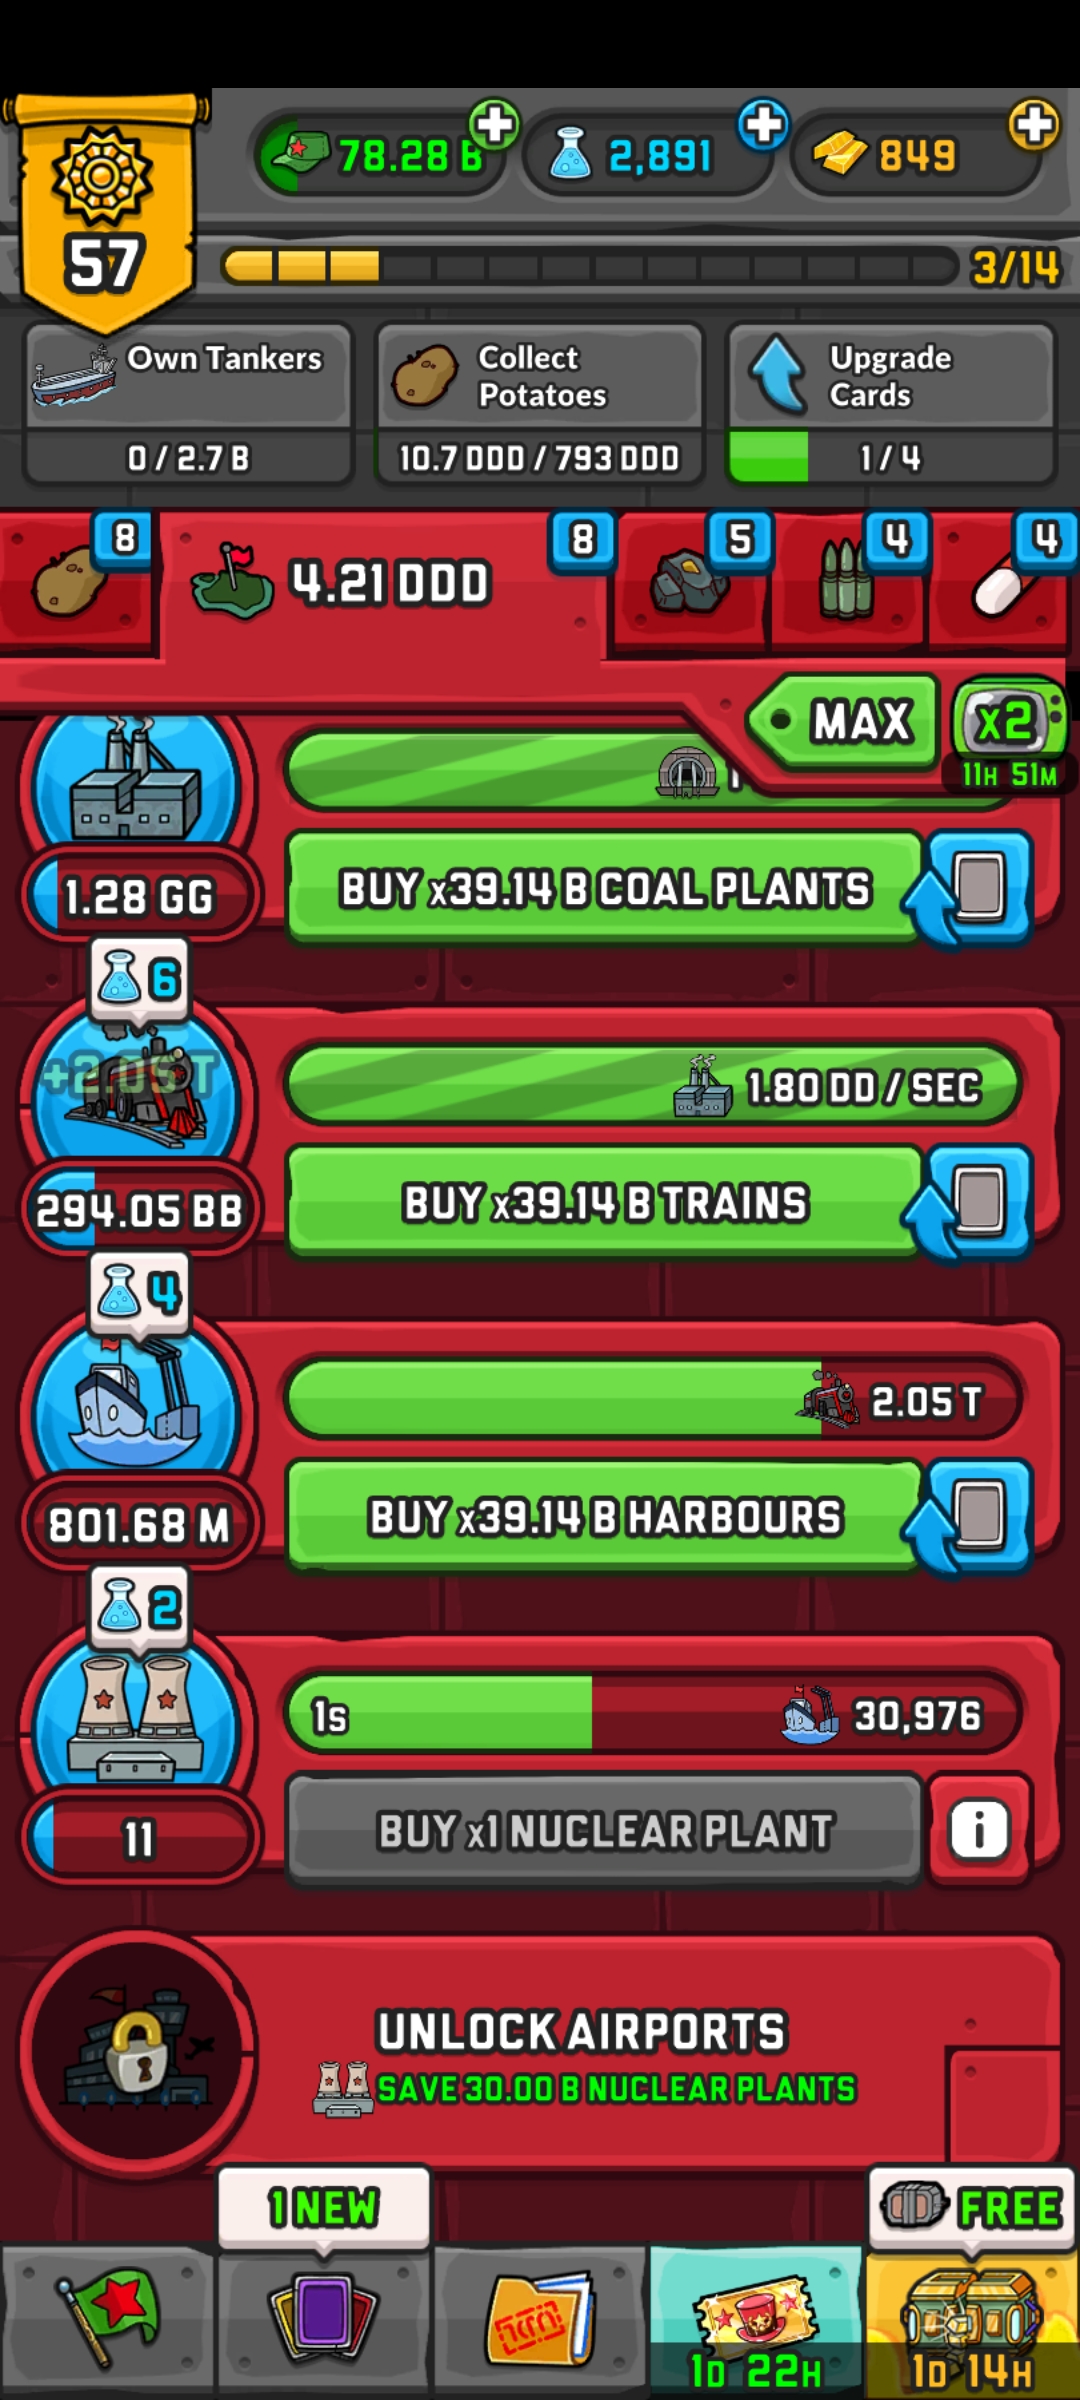 57
78.28 B
2,891
849
3/14
Own Tankers
0 / 2.7 B
Collect
Potatoes
10.7 DDD / 793 DDD
Upgrade
Cards
1 / 4
8
4.21 DDD
8
5
4
4
MAX
x2
11H 51M
1.28 GG
BUY x39.14 B COAL PLANTS
6
+2.05 T
1.80 DD / SEC
294.05 BB
BUY x39.14 B TRAINS
4
2.05 T
801.68 M
BUY x39.14 B HARBOURS
2
1s
30,976
11
BUY x1 NUCLEAR PLANT
i
UNLOCK AIRPORTS
SAVE 30.00 B NUCLEAR PLANTS
1 NEW
FREE
1D 22H
1D 14H